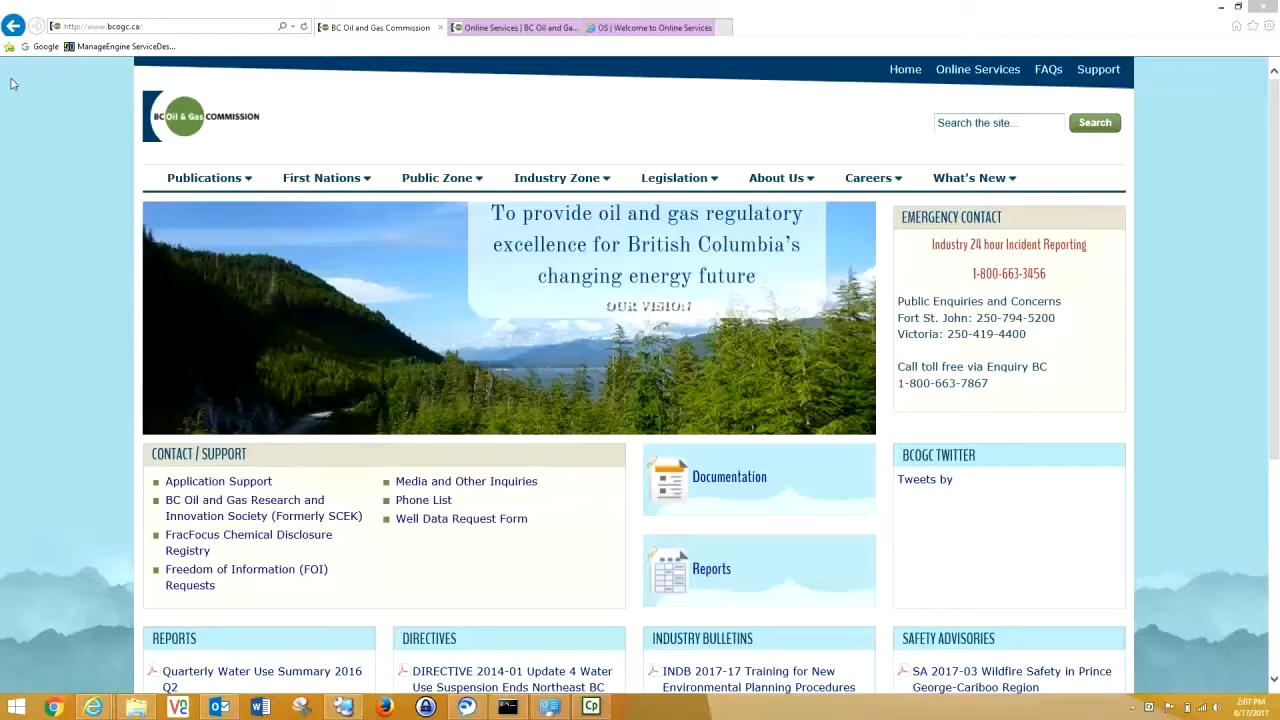 http://www.bcogc.ca/
BC Oil and Gas Commission
Online Services | BC Oil and Ga...
OS | Welcome to Online Services
Google
ManageEngine ServiceDes...
Home
Online Services
FAQs
Support
BC Oil & Gas COMMISSION
Search the site...
Search
Publications
First Nations
Public Zone
Industry Zone
Legislation
About Us
Careers
What's New
To provide oil and gas regulatory
excellence for British Columbia's
changing energy future
OUR VISION
EMERGENCY CONTACT
Industry 24 hour Incident Reporting
1-800-663-3456
Public Enquiries and Concerns
Fort St. John: 250-794-5200
Victoria: 250-419-4400
Call toll free via Enquiry BC
1-800-663-7867
CONTACT / SUPPORT
Application Support
BC Oil and Gas Research and
Innovation Society (Formerly SCEK)
FracFocus Chemical Disclosure
Registry
Freedom of Information (FOI)
Requests
Media and Other Inquiries
Phone List
Well Data Request Form
Documentation
Reports
BCOGC TWITTER
Tweets by
REPORTS
Quarterly Water Use Summary 2016
Q2
DIRECTIVES
DIRECTIVE 2014-01 Update 4 Water
Use Suspension Ends Northeast BC
INDUSTRY BULLETINS
INDB 2017-17 Training for New
Environmental Planning Procedures
SAFETY ADVISORIES
SA 2017-03 Wildfire Safety in Prince
George-Cariboo Region
Cp
2:07 PM
8/17/2017